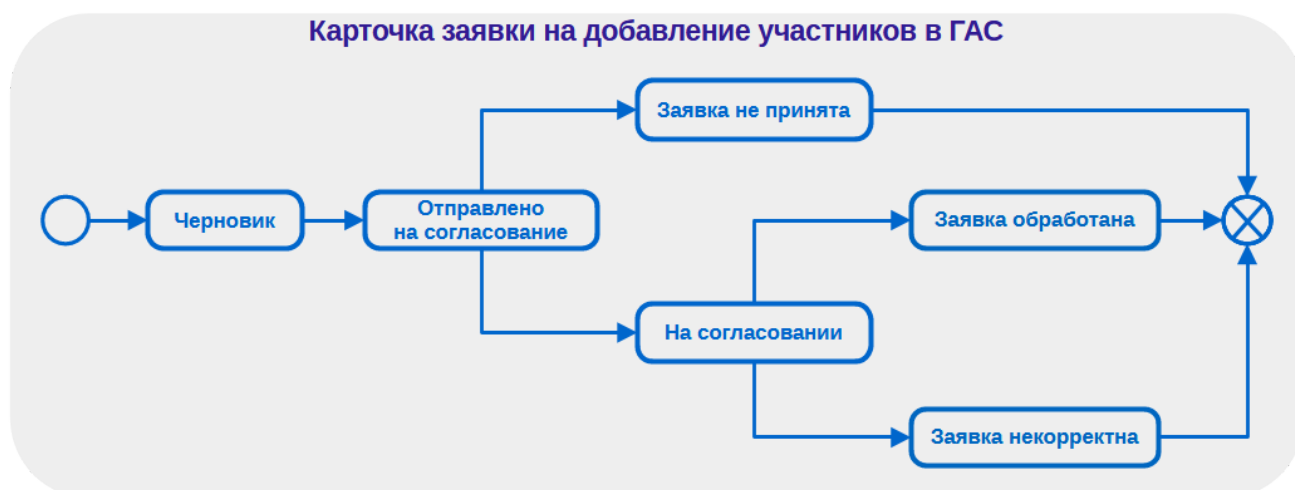 Карточка заявки на добавление участников в ГАС
Заявка не принята
Черновик
Отправлено
на согласование
Заявка обработана
На согласовании
Заявка некорректна